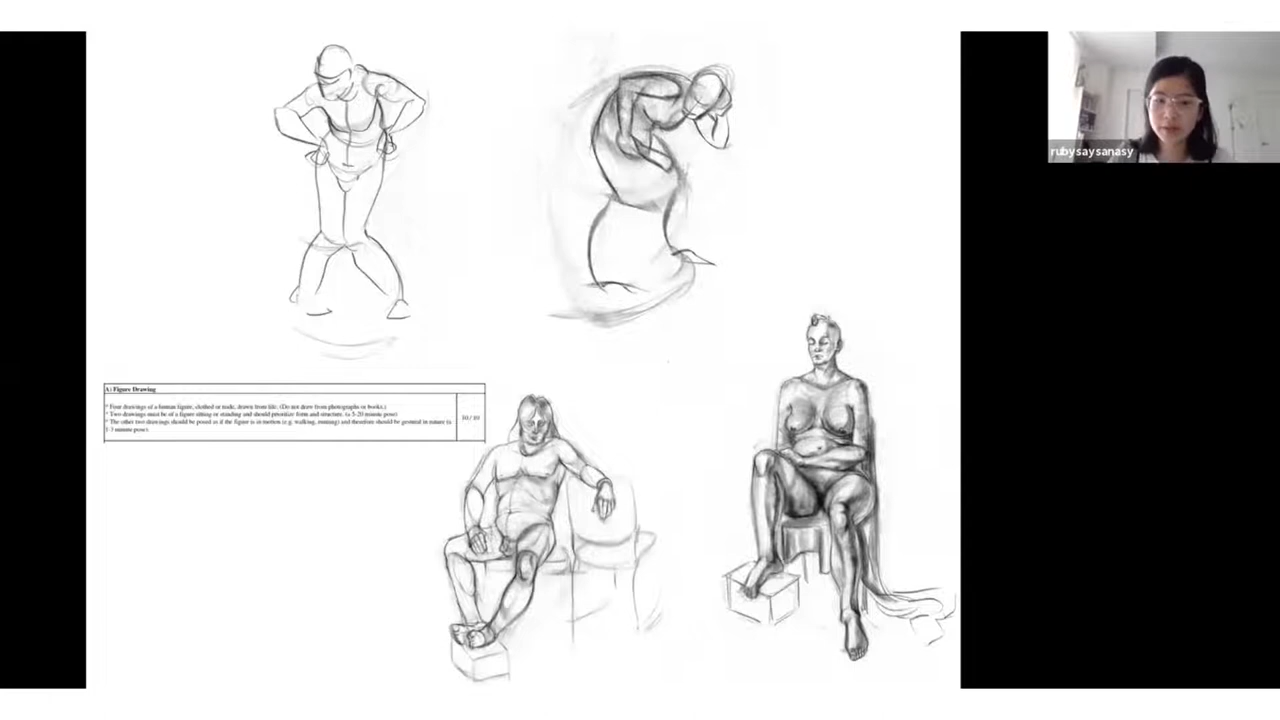 rubysaysanasy
A) Figure Drawing
* Four drawings of a human figure, clothed or nude, drawn from life. (Do not draw from photographs or books.)
* Two drawings must be of a figure sitting or standing and should prioritize form and structure. (a 5-20 minute pose)
* The other two drawings should be posed as if the figure is in motion (e.g. walking, running) and therefore should be gestural in nature (a
1-3 minute pose).
10 / 10